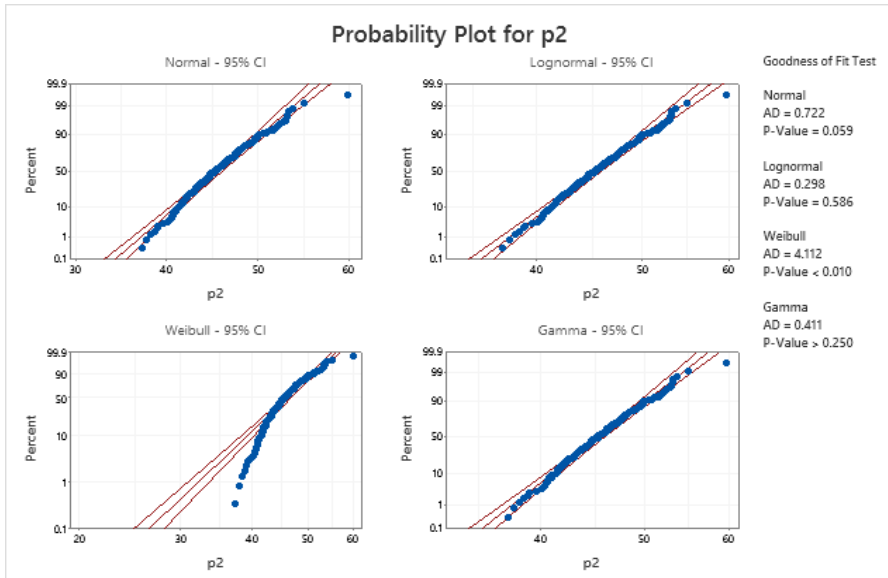 Probability Plot for p2
Normal - 95% CI
Lognormal - 95% CI
99.9
99
90
50
10
1
0.1
Percent
30
40
50
60
p2
99.9
99
90
50
10
1
0.1
Percent
40
50
60
p2
Weibull - 95% CI
Gamma - 95% CI
99.9
90
50
10
1
0.1
Percent
20
30
40
50
60
p2
99.9
99
90
50
10
1
0.1
Percent
40
50
60
p2
Goodness of Fit Test
Normal
AD = 0.722
P-Value = 0.059
Lognormal
AD = 0.298
P-Value = 0.586
Weibull
AD = 4.112
P-Value < 0.010
Gamma
AD = 0.411
P-Value > 0.250